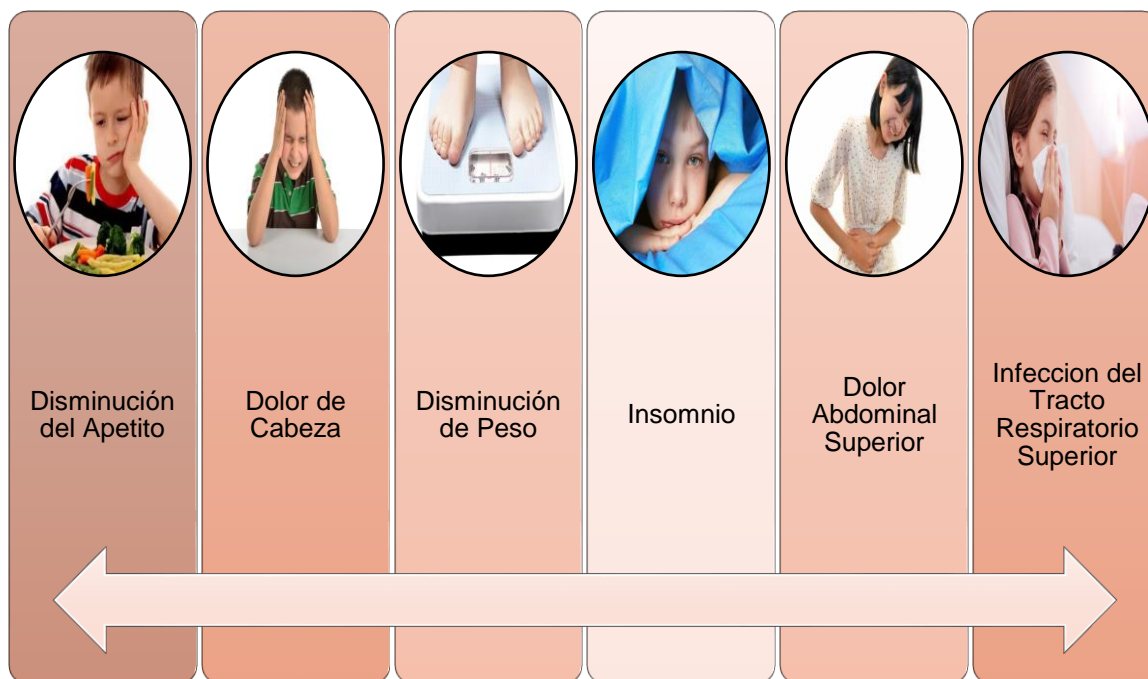 Disminución
del Apetito
Dolor de
Cabeza
Disminución
de Peso
Insomnio
Dolor
Abdominal
Superior
Infeccion del
Tracto
Respiratorio
Superior